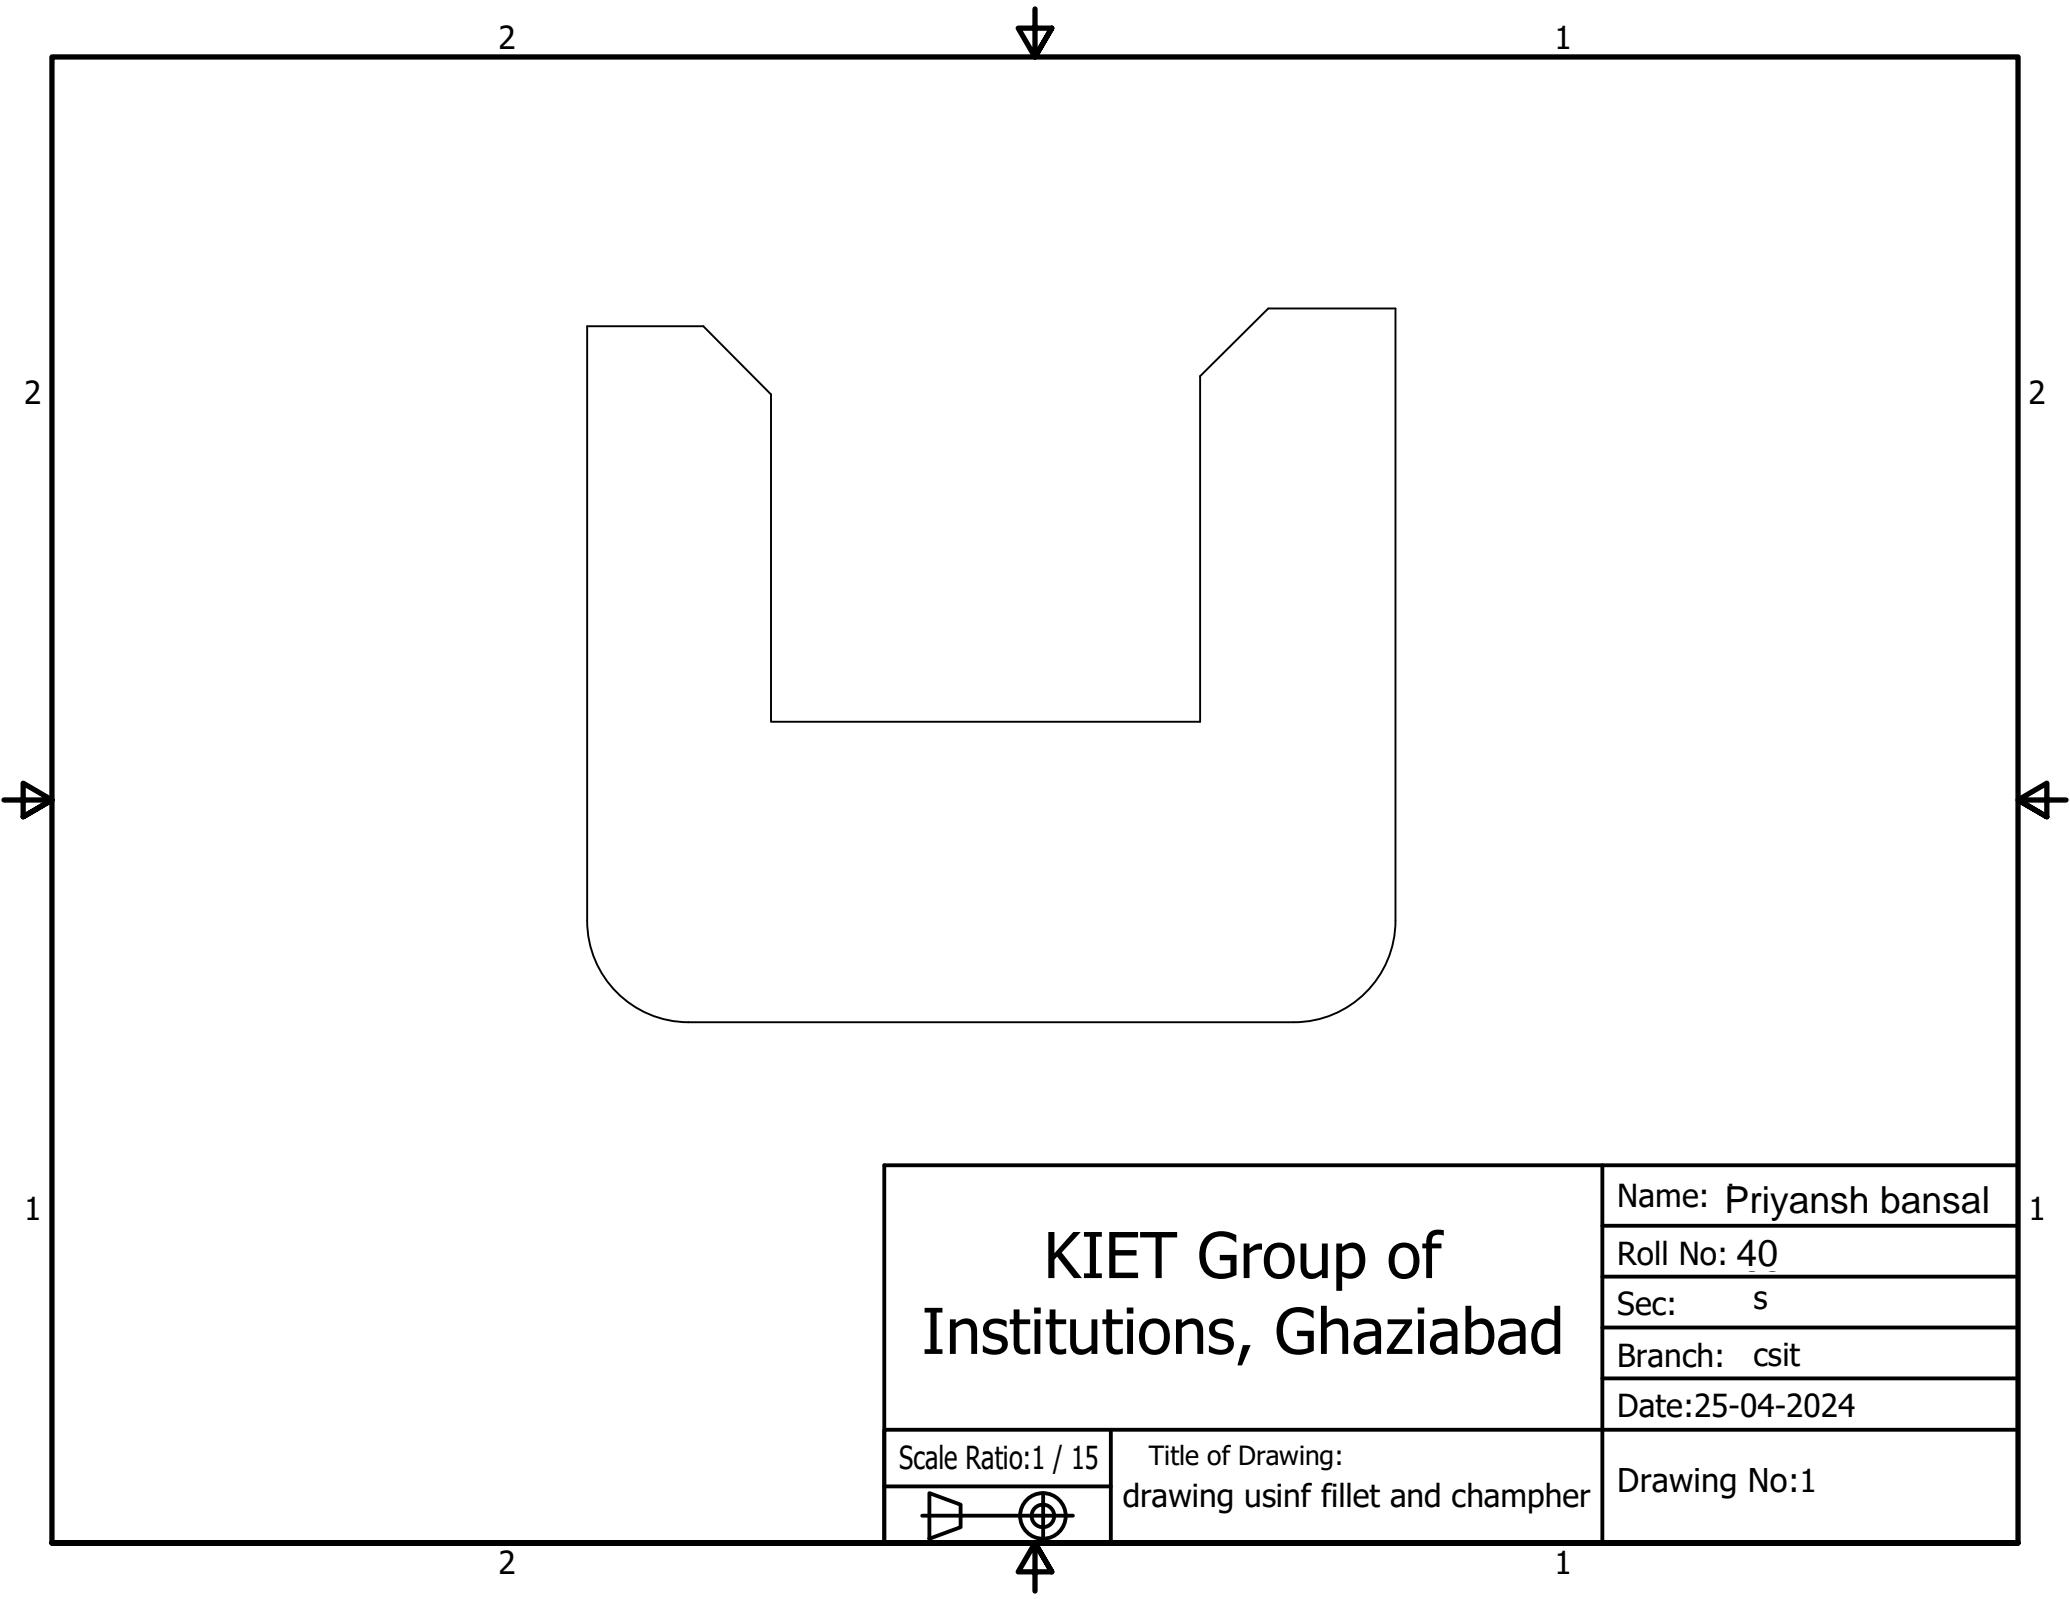 2 1
2 2
1 1
KIET Group of
Institutions, Ghaziabad
Name: Priyansh bansal
Roll No: 40
Sec: s
Branch: csit
Date:25-04-2024
Scale Ratio:1 / 15
Title of Drawing:
drawing usinf fillet and champher
Drawing No:1
2 1